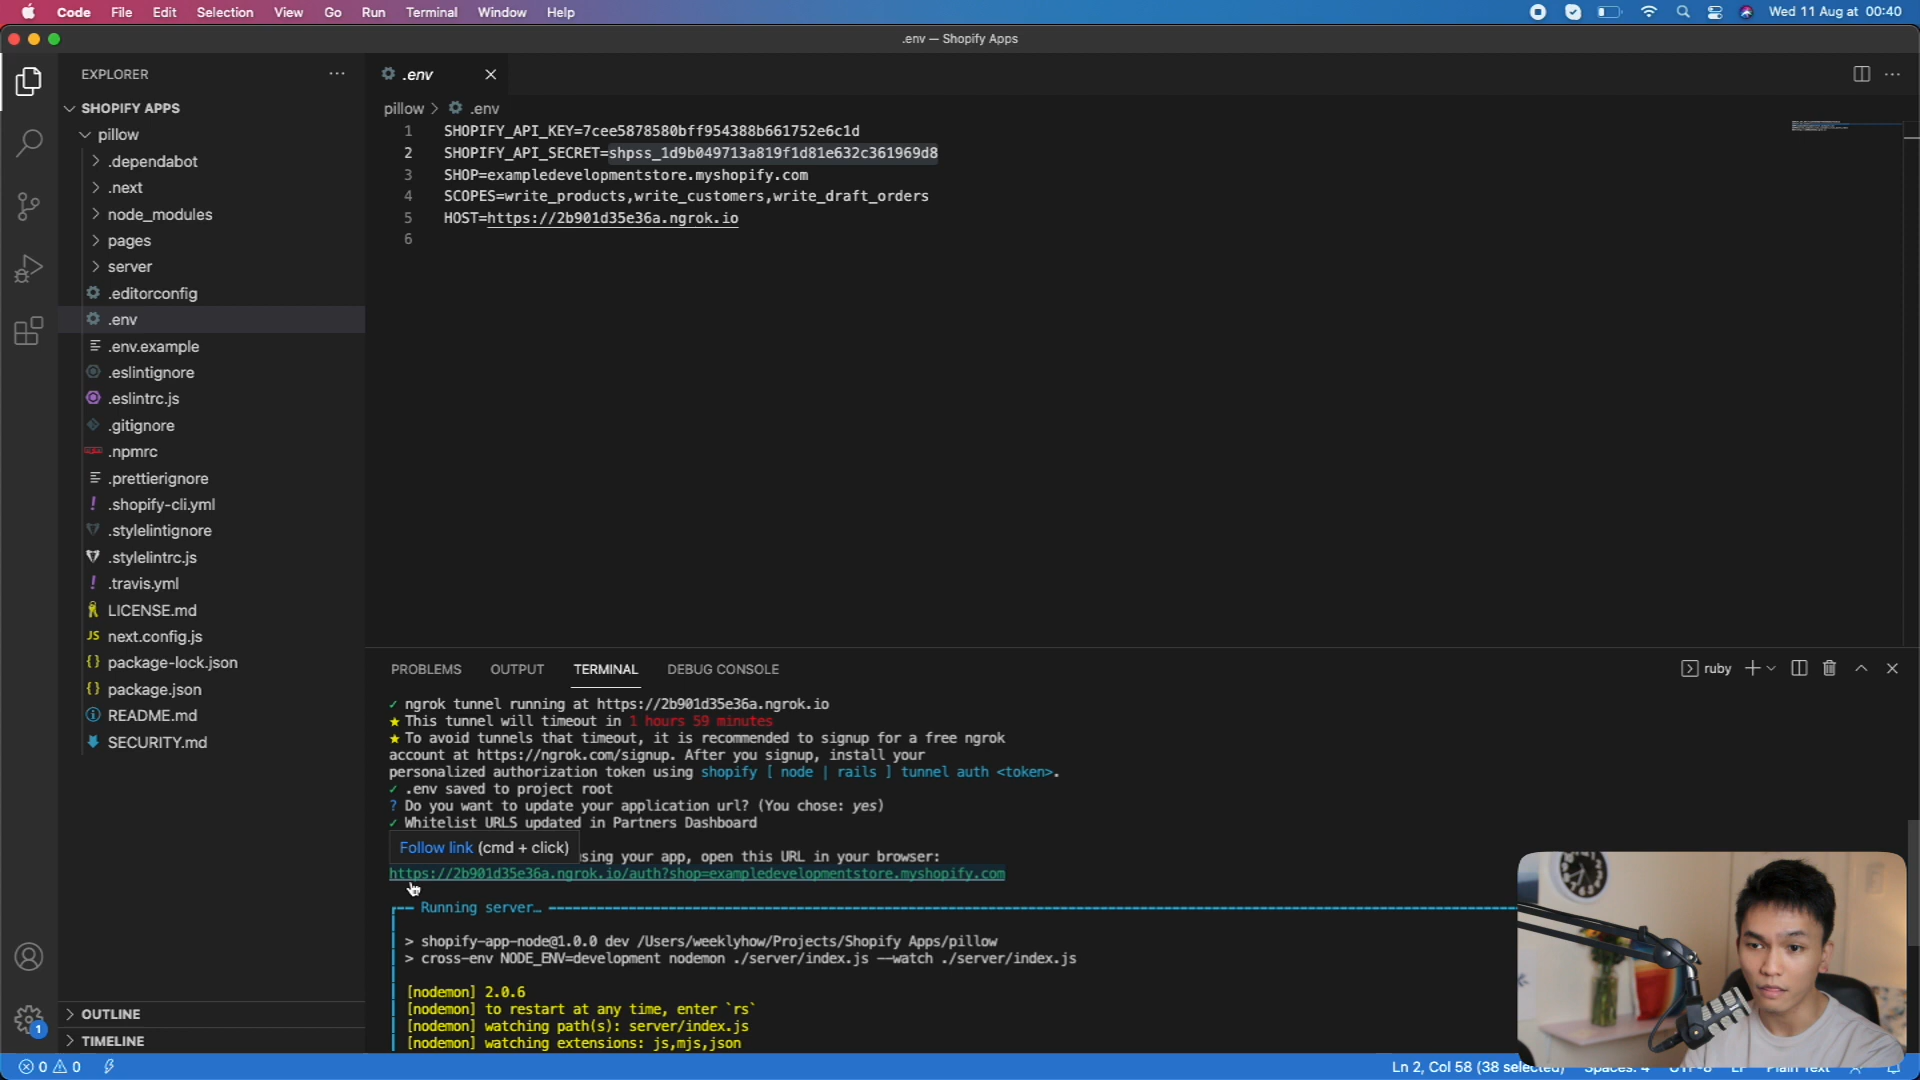 Code File Edit Selection View Go Run Terminal Window Help
Wed 11 Aug at 00:40
.env — Shopify Apps
EXPLORER
SHOPIFY APPS
pillow
.dependabot
.next
node_modules
pages
server
.editorconfig
.env
.env.example
.eslintignore
.eslintrc.js
.gitignore
.npmrc
.prettierignore
.shopify-cli.yml
.stylelintignore
.stylelintrc.js
.travis.yml
LICENSE.md
JS next.config.js
{} package-lock.json
{} package.json
README.md
SECURITY.md
OUTLINE
TIMELINE
.env
pillow > .env
1 SHOPIFY_API_KEY=7cee5878580bff954388b661752e6c1d
2 SHOPIFY_API_SECRET=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
3 SHOP=exampledevelopmentstore.myshopify.com
4 SCOPES=write_products,write_customers,write_draft_orders
5 HOST=https://2b901d35e36a.ngrok.io
6
PROBLEMS OUTPUT TERMINAL DEBUG CONSOLE
ruby
✓ ngrok tunnel running at https://2b901d35e36a.ngrok.io
★ This tunnel will timeout in 1 hours 59 minutes
★ To avoid tunnels that timeout, it is recommended to signup for a free ngrok
account at https://ngrok.com/signup. After you signup, install your
personalized authorization token using shopify [ node | rails ] tunnel auth <token>.
✓ .env saved to project root
? Do you want to update your application url? (You chose: yes)
✓ Whitelist URLS updated in Partners Dashboard
Follow link (cmd + click)
sing your app, open this URL in your browser:
https://2b901d35e36a.ngrok.io/auth?shop=exampledevelopmentstore.myshopify.com
Running server…
> shopify-app-node@1.0.0 dev /Users/weeklyhow/Projects/Shopify Apps/pillow
> cross-env NODE_ENV=development nodemon ./server/index.js --watch ./server/index.js
[nodemon] 2.0.6
[nodemon] to restart at any time, enter `rs`
[nodemon] watching path(s): server/index.js
[nodemon] watching extensions: js,mjs,json
1
0 0
Ln 2, Col 58 (38 selected)